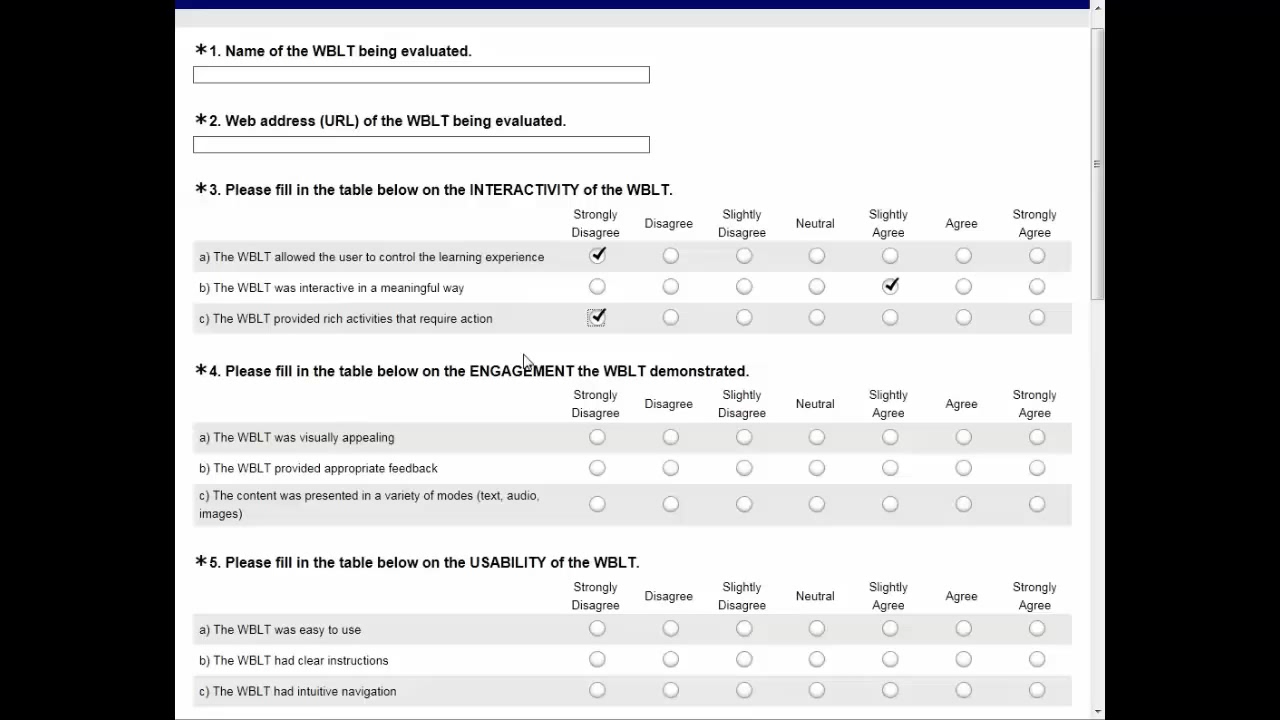 *1. Name of the WBLT being evaluated.
*2. Web address (URL) of the WBLT being evaluated.
*3. Please fill in the table below on the INTERACTIVITY of the WBLT.
Strongly Disagree Disagree Slightly Disagree Neutral Slightly Agree Agree Strongly Agree
a) The WBLT allowed the user to control the learning experience
b) The WBLT was interactive in a meaningful way
c) The WBLT provided rich activities that require action
*4. Please fill in the table below on the ENGAGEMENT the WBLT demonstrated.
Strongly Disagree Disagree Slightly Disagree Neutral Slightly Agree Agree Strongly Agree
a) The WBLT was visually appealing
b) The WBLT provided appropriate feedback
c) The content was presented in a variety of modes (text, audio,
images)
*5. Please fill in the table below on the USABILITY of the WBLT.
Strongly Disagree Disagree Slightly Disagree Neutral Slightly Agree Agree Strongly Agree
a) The WBLT was easy to use
b) The WBLT had clear instructions
c) The WBLT had intuitive navigation